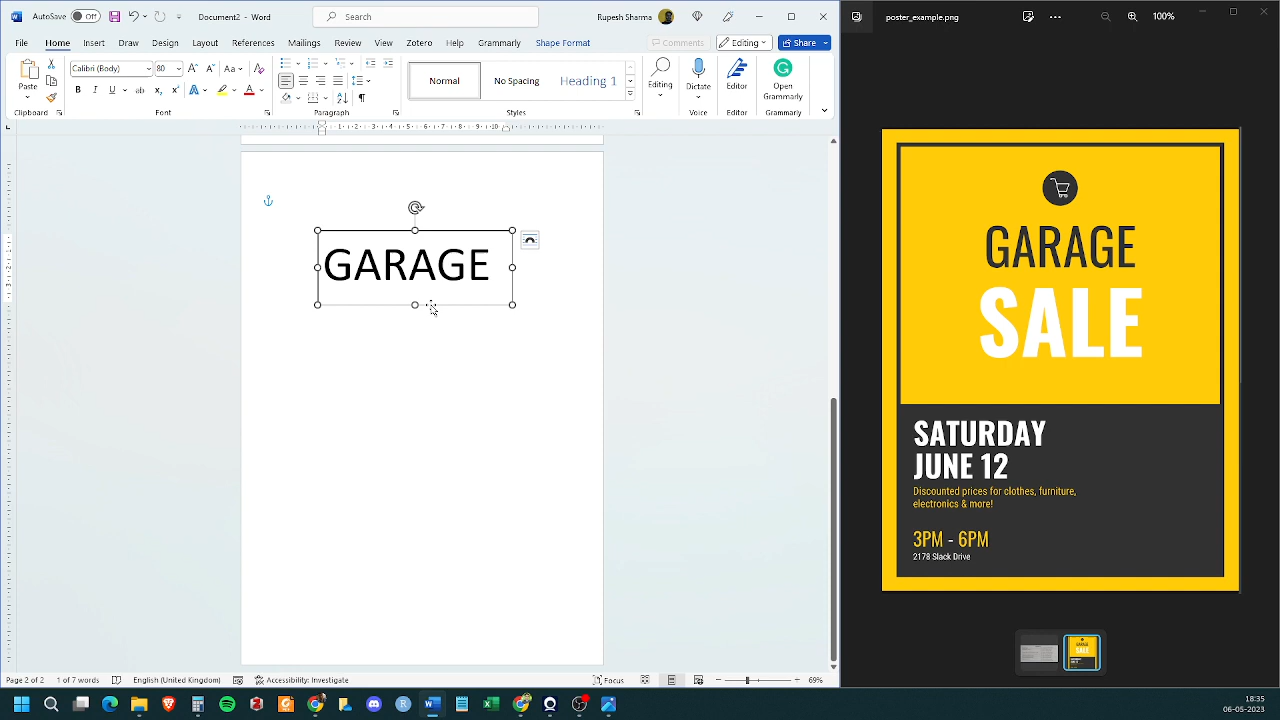 AutoSave Off Document2 - Word Search Rupesh Sharma
File Home Insert Draw Design Layout References Mailings Review View Zotero Help Grammarly Shape Format Comments Editing Share
Paste Calibri (Body) 80 Aa
Normal No Spacing Heading 1 Editing Dictate Editor Open Grammarly
Clipboard Font Paragraph Styles Voice Editor Grammarly
GARAGE
Page 2 of 2 1 of 7 words English (United Kingdom) Accessibility: Investigate Focus 69%
poster_example.png 100%
GARAGE
SALE
SATURDAY
JUNE 12
Discounted prices for clothes, furniture,
electronics & more!
3PM - 6PM
2178 Slack Drive
18:35
06-05-2023